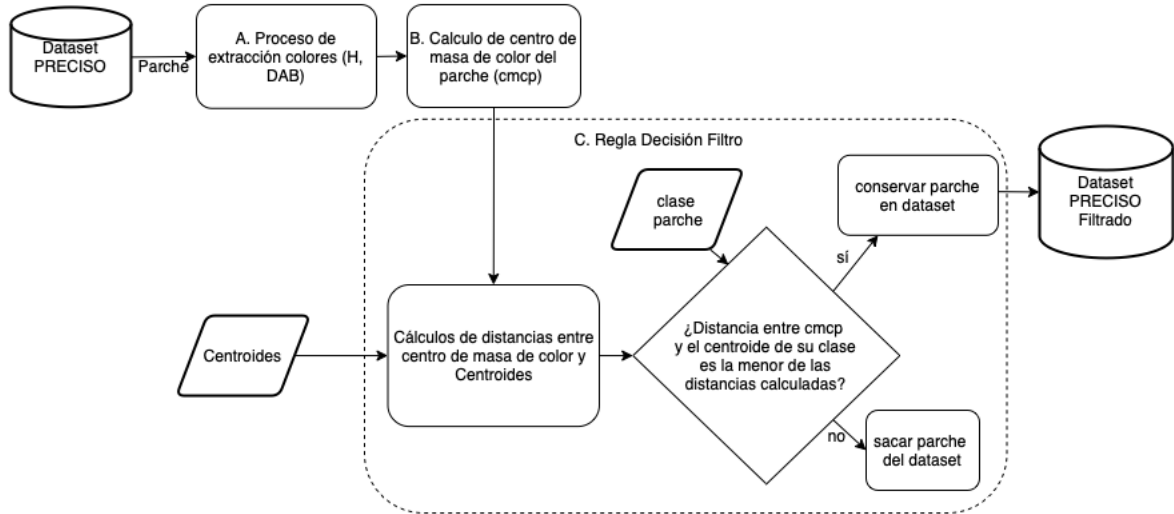 Dataset
PRECISO
Parche
A. Proceso de
extracción colores (H,
DAB)
B. Calculo de centro de
masa de color del
parche (cmcp)
C. Regla Decisión Filtro
clase
parche
conservar parche
en dataset
Dataset
PRECISO
Filtrado
sí
Centroides
Cálculos de distancias entre
centro de masa de color y
Centroides
¿Distancia entre cmcp
y el centroide de su clase
es la menor de las
distancias calculadas?
no
sacar parche
del dataset